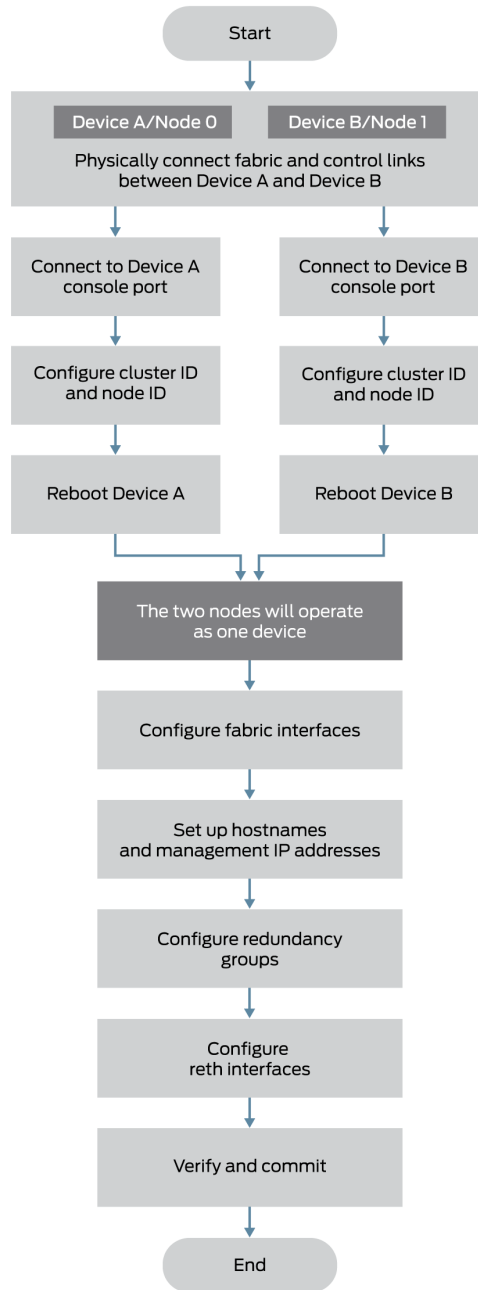 Start
Device A/Node 0
Device B/Node 1
Physically connect fabric and control links
between Device A and Device B
Connect to Device A
console port
Connect to Device B
console port
Configure cluster ID
and node ID
Configure cluster ID
and node ID
Reboot Device A
Reboot Device B
The two nodes will operate
as one device
Configure fabric interfaces
Set up hostnames
and management IP addresses
Configure redundancy
groups
Configure
reth interfaces
Verify and commit
End